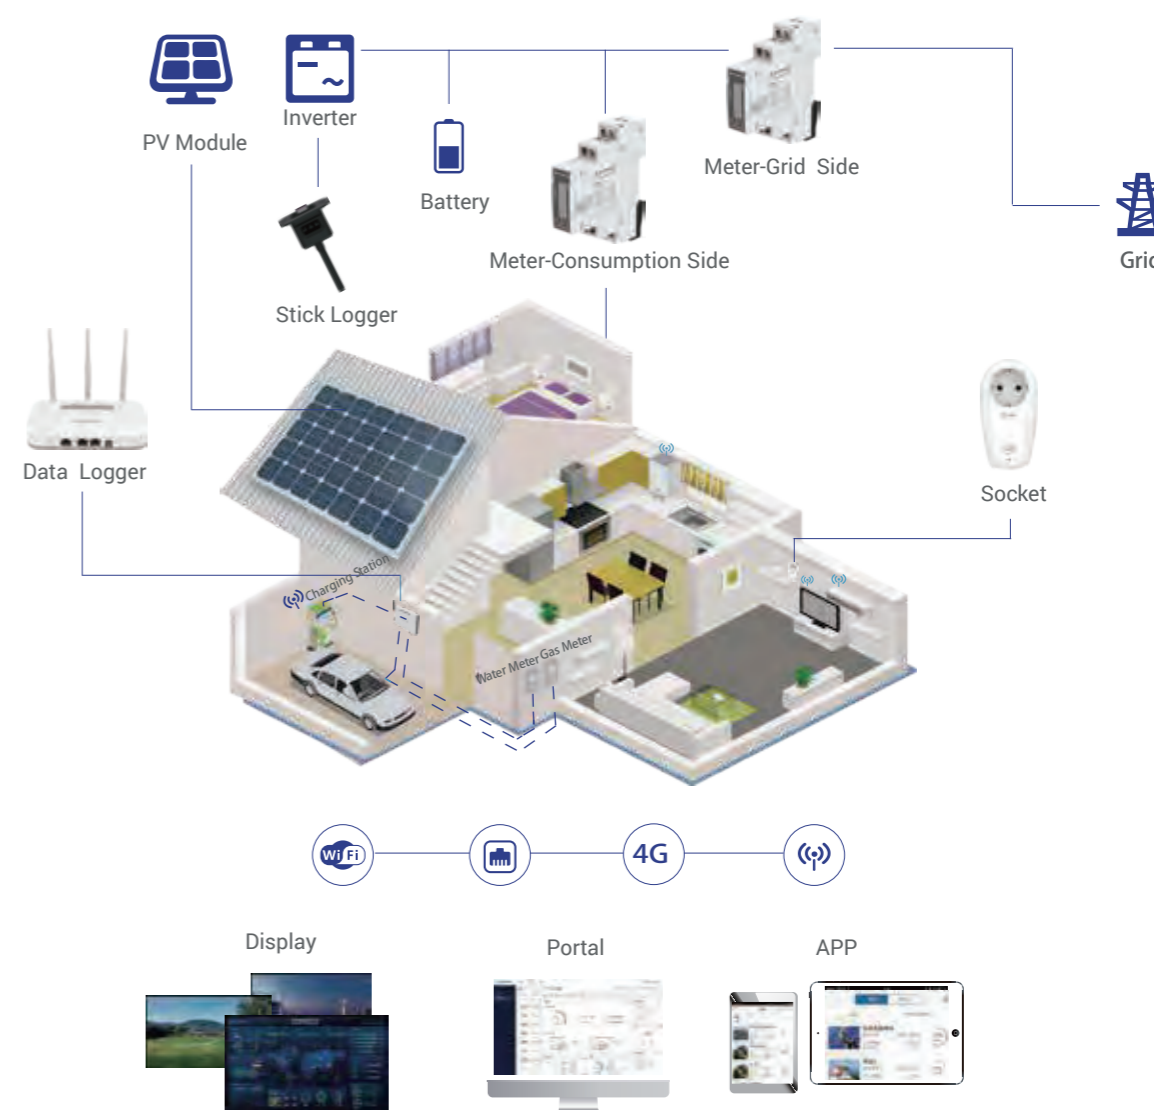 PV Module
Inverter
Battery
Meter-Grid Side
Meter-Consumption Side
Grid
Stick Logger
Data Logger
Socket
Charging Station
Water Meter Gas Meter
Wi Fi
4G
Display
Portal
APP